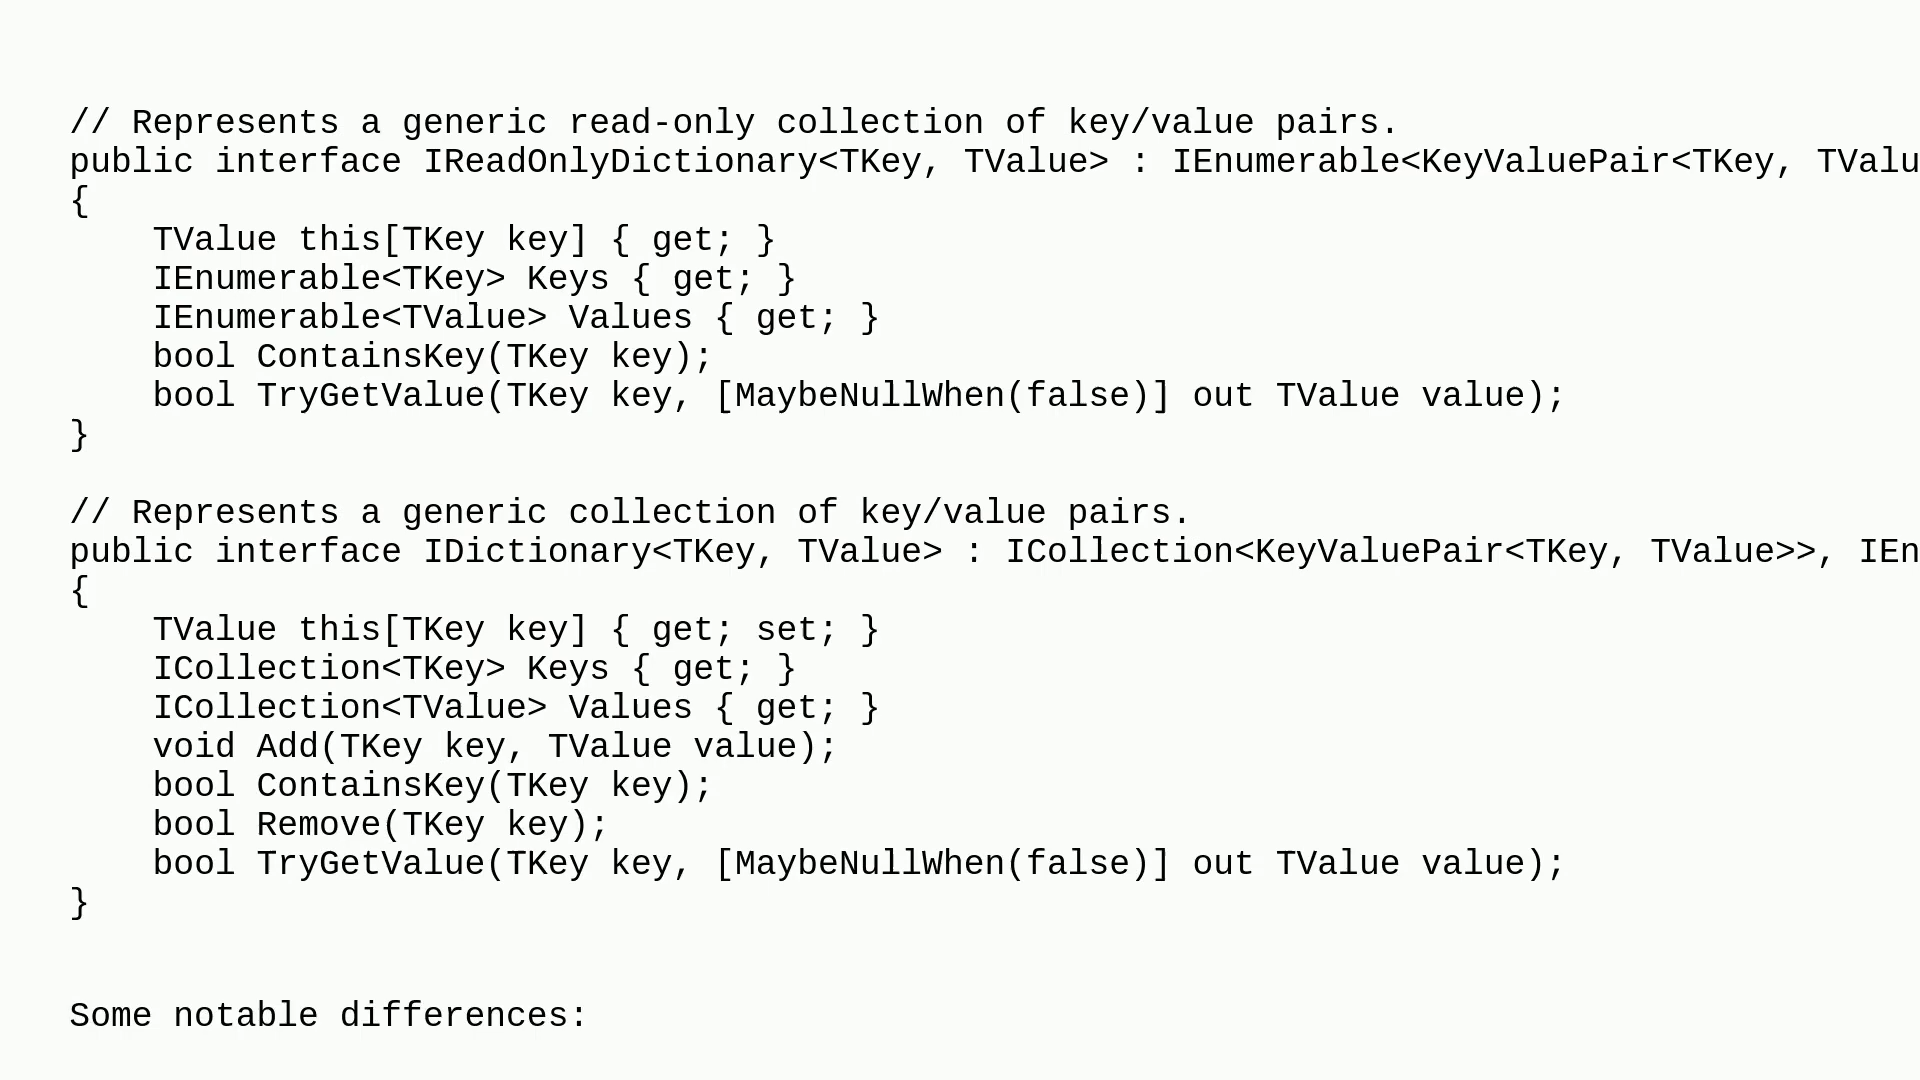 // Represents a generic read-only collection of key/value pairs.
public interface IReadOnlyDictionary<TKey, TValue> : IEnumerable<KeyValuePair<TKey, TValu
{
    TValue this[TKey key] { get; }
    IEnumerable<TKey> Keys { get; }
    IEnumerable<TValue> Values { get; }
    bool ContainsKey(TKey key);
    bool TryGetValue(TKey key, [MaybeNullWhen(false)] out TValue value);
}
// Represents a generic collection of key/value pairs.
public interface IDictionary<TKey, TValue> : ICollection<KeyValuePair<TKey, TValue>>, IEn
{
    TValue this[TKey key] { get; set; }
    ICollection<TKey> Keys { get; }
    ICollection<TValue> Values { get; }
    void Add(TKey key, TValue value);
    bool ContainsKey(TKey key);
    bool Remove(TKey key);
    bool TryGetValue(TKey key, [MaybeNullWhen(false)] out TValue value);
}
Some notable differences: